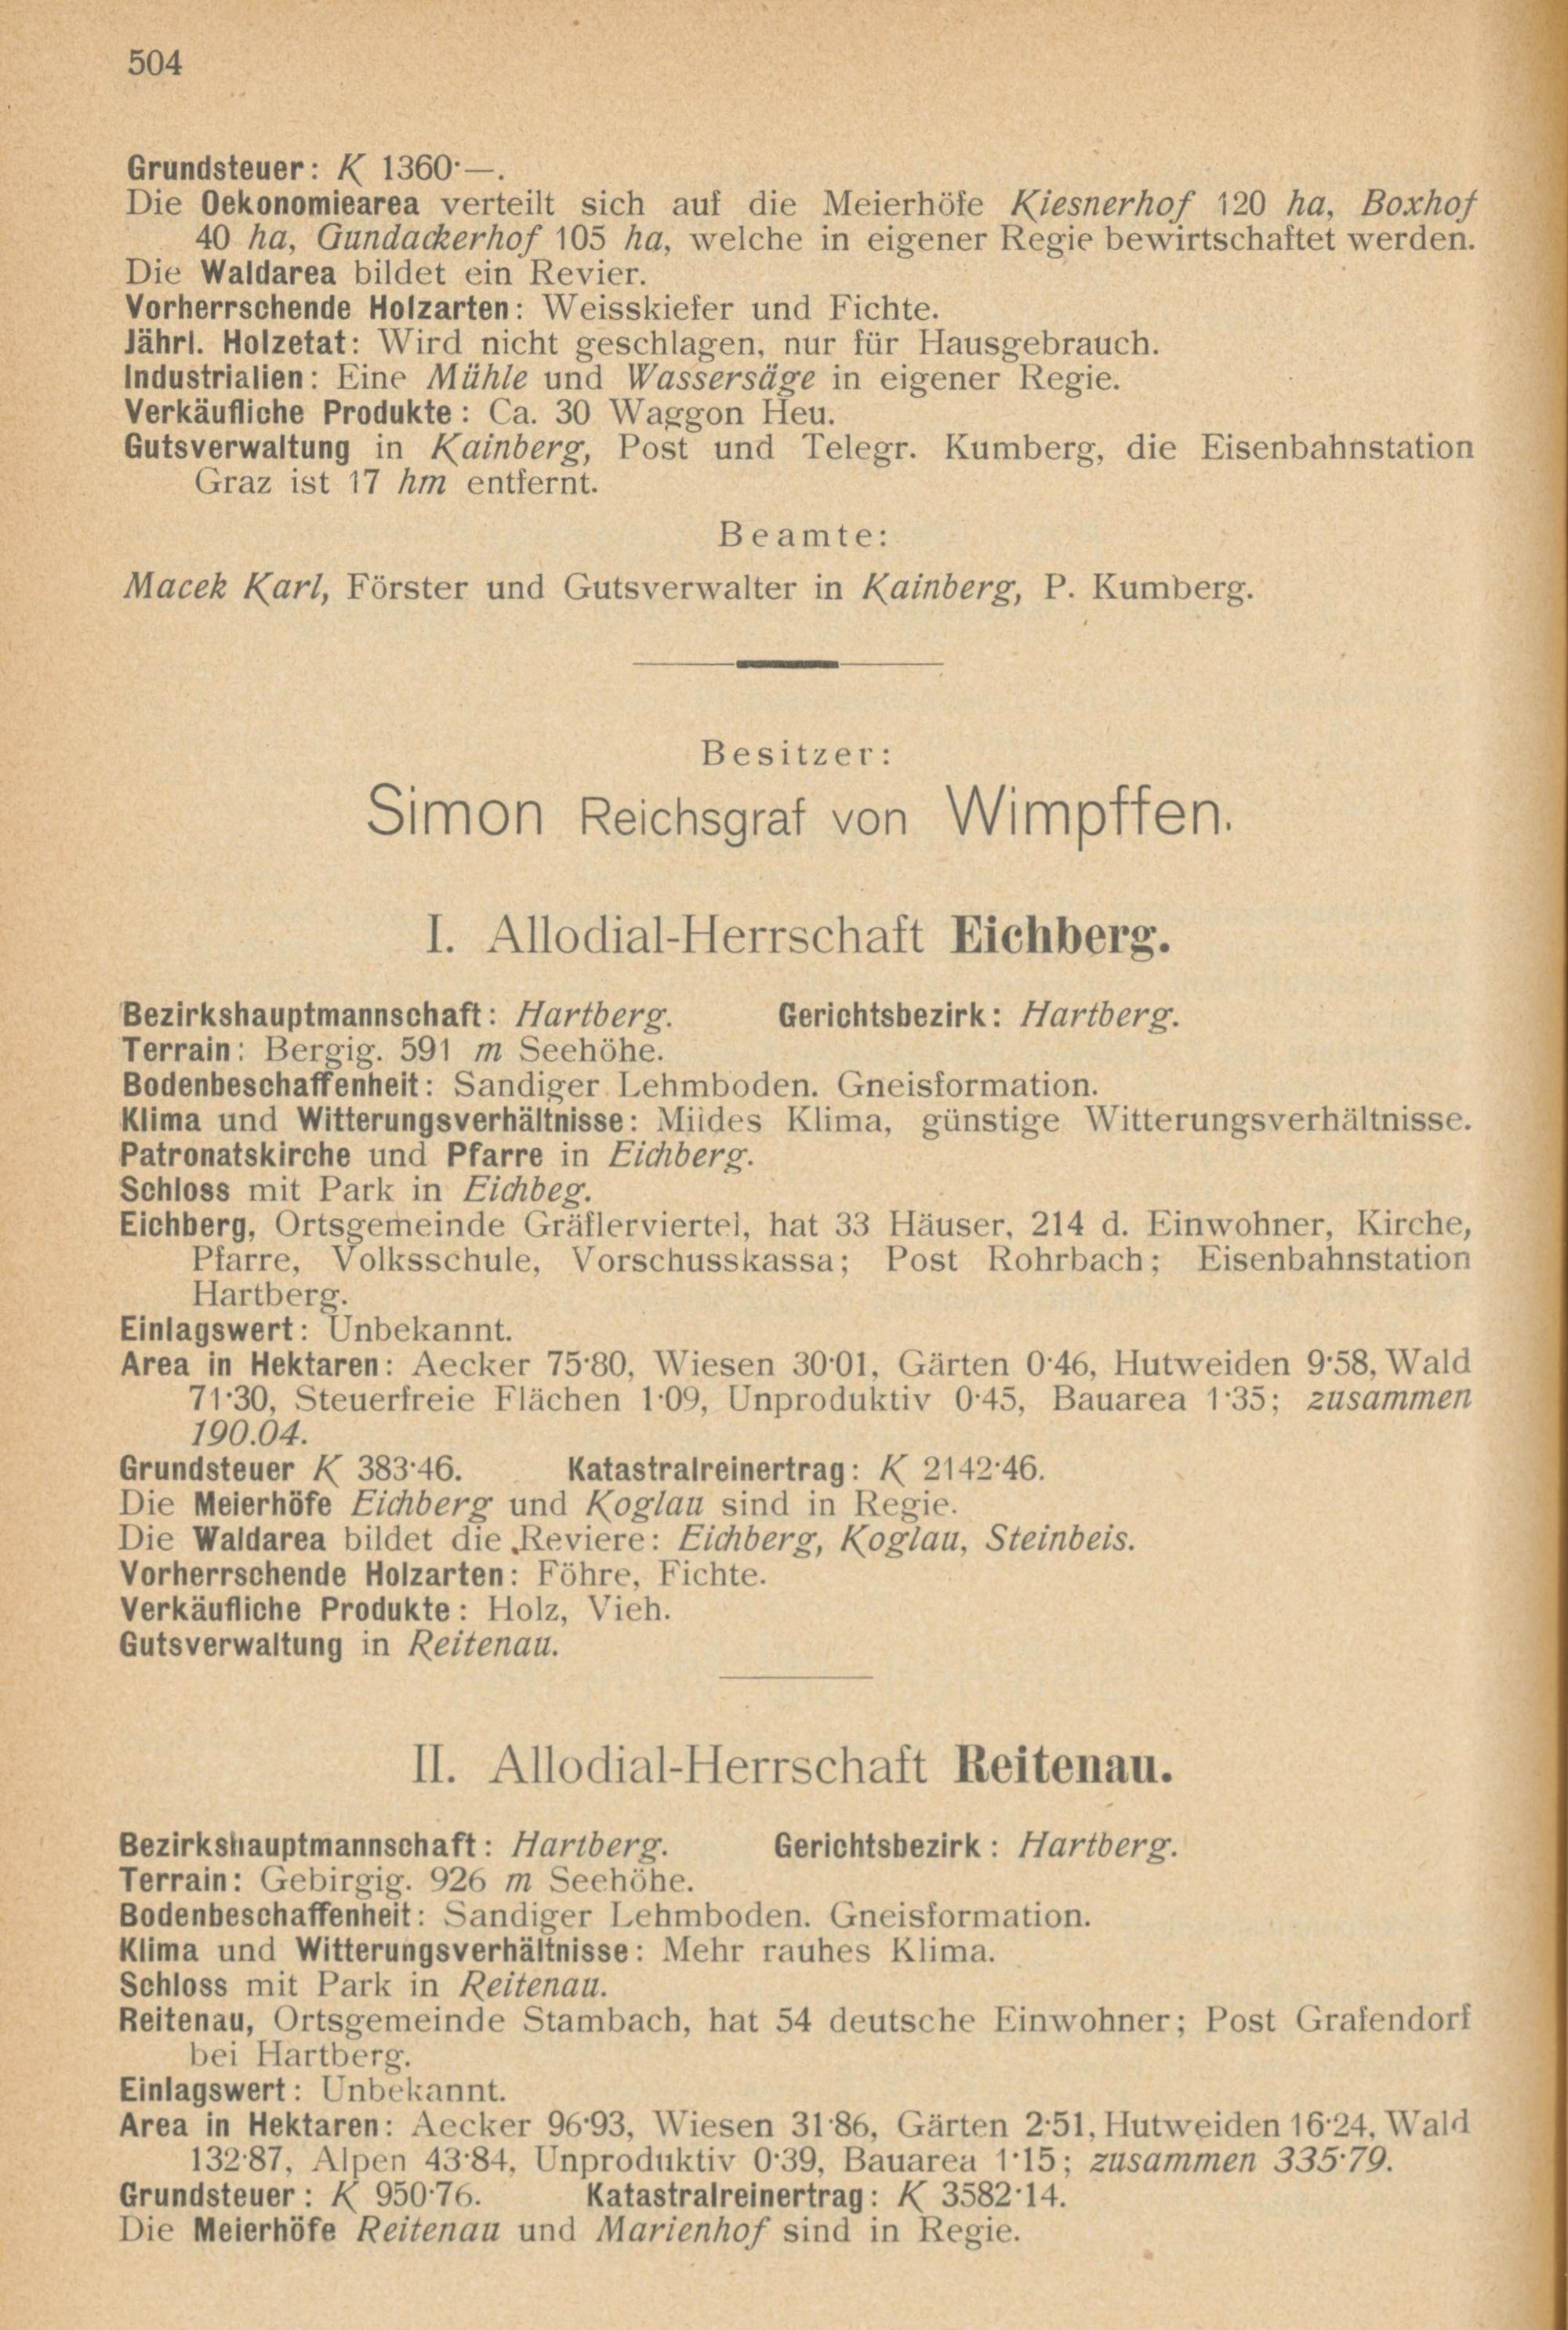 504
Grundsteuer: K 1360·—.
Die Oekonomiearea verteilt sich auf die Meierhöfe Kiesnerhof 120 ha, Boxhof
40 ha, Gundackerhof 105 ha, welche in eigener Regie bewirtschaftet werden.
Die Waldarea bildet ein Revier.
Vorherrschende Holzarten: Weisskiefer und Fichte.
Jährl. Holzetat: Wird nicht geschlagen, nur für Hausgebrauch.
Industrialien: Eine Mühle und Wassersäge in eigener Regie.
Verkäufliche Produkte: Ca. 30 Waggon Heu.
Gutsverwaltung in Kainberg, Post und Telegr. Kumberg, die Eisenbahnstation
Graz ist 17 hm entfernt.
Beamte:
Macek Karl, Förster und Gutsverwalter in Kainberg, P. Kumberg.
Besitzer:
Simon Reichsgraf von Wimpffen.
I. Allodial-Herrschaft Eichberg.
Bezirkshauptmannschaft: Hartberg. Gerichtsbezirk: Hartberg.
Terrain: Bergig. 591 m Seehöhe.
Bodenbeschaffenheit: Sandiger Lehmboden. Gneisformation.
Klima und Witterungsverhältnisse: Mildes Klima, günstige Witterungsverhältnisse.
Patronatskirche und Pfarre in Eichberg.
Schloss mit Park in Eichbeg.
Eichberg, Ortsgemeinde Gräflerviertel, hat 33 Häuser, 214 d. Einwohner, Kirche,
Pfarre, Volksschule, Vorschusskassa; Post Rohrbach; Eisenbahnstation
Hartberg.
Einlagswert: Unbekannt.
Area in Hektaren: Aecker 75·80, Wiesen 30·01, Gärten 0·46, Hutweiden 9·58, Wald
71·30, Steuerfreie Flächen 1·09, Unproduktiv 0·45, Bauarea 1·35; zusammen
190.04.
Grundsteuer K 383·46. Katastralreinertrag: K 2142·46.
Die Meierhöfe Eichberg und Koglau sind in Regie.
Die Waldarea bildet die Reviere: Eichberg, Koglau, Steinbeis.
Vorherrschende Holzarten: Föhre, Fichte.
Verkäufliche Produkte: Holz, Vieh.
Gutsverwaltung in Reitenau.
II. Allodial-Herrschaft Reitenau.
Bezirkshauptmannschaft: Hartberg. Gerichtsbezirk: Hartberg.
Terrain: Gebirgig. 926 m Seehöhe.
Bodenbeschaffenheit: Sandiger Lehmboden. Gneisformation.
Klima und Witterungsverhältnisse: Mehr rauhes Klima.
Schloss mit Park in Reitenau.
Reitenau, Ortsgemeinde Stambach, hat 54 deutsche Einwohner; Post Grafendorf
bei Hartberg.
Einlagswert: Unbekannt.
Area in Hektaren: Aecker 96·93, Wiesen 31·86, Gärten 2·51, Hutweiden 16·24, Wald
132·87, Alpen 43·84, Unproduktiv 0·39, Bauarea 1·15; zusammen 335·79.
Grundsteuer: K 950·76. Katastralreinertrag: K 3582·14.
Die Meierhöfe Reitenau und Marienhof sind in Regie.